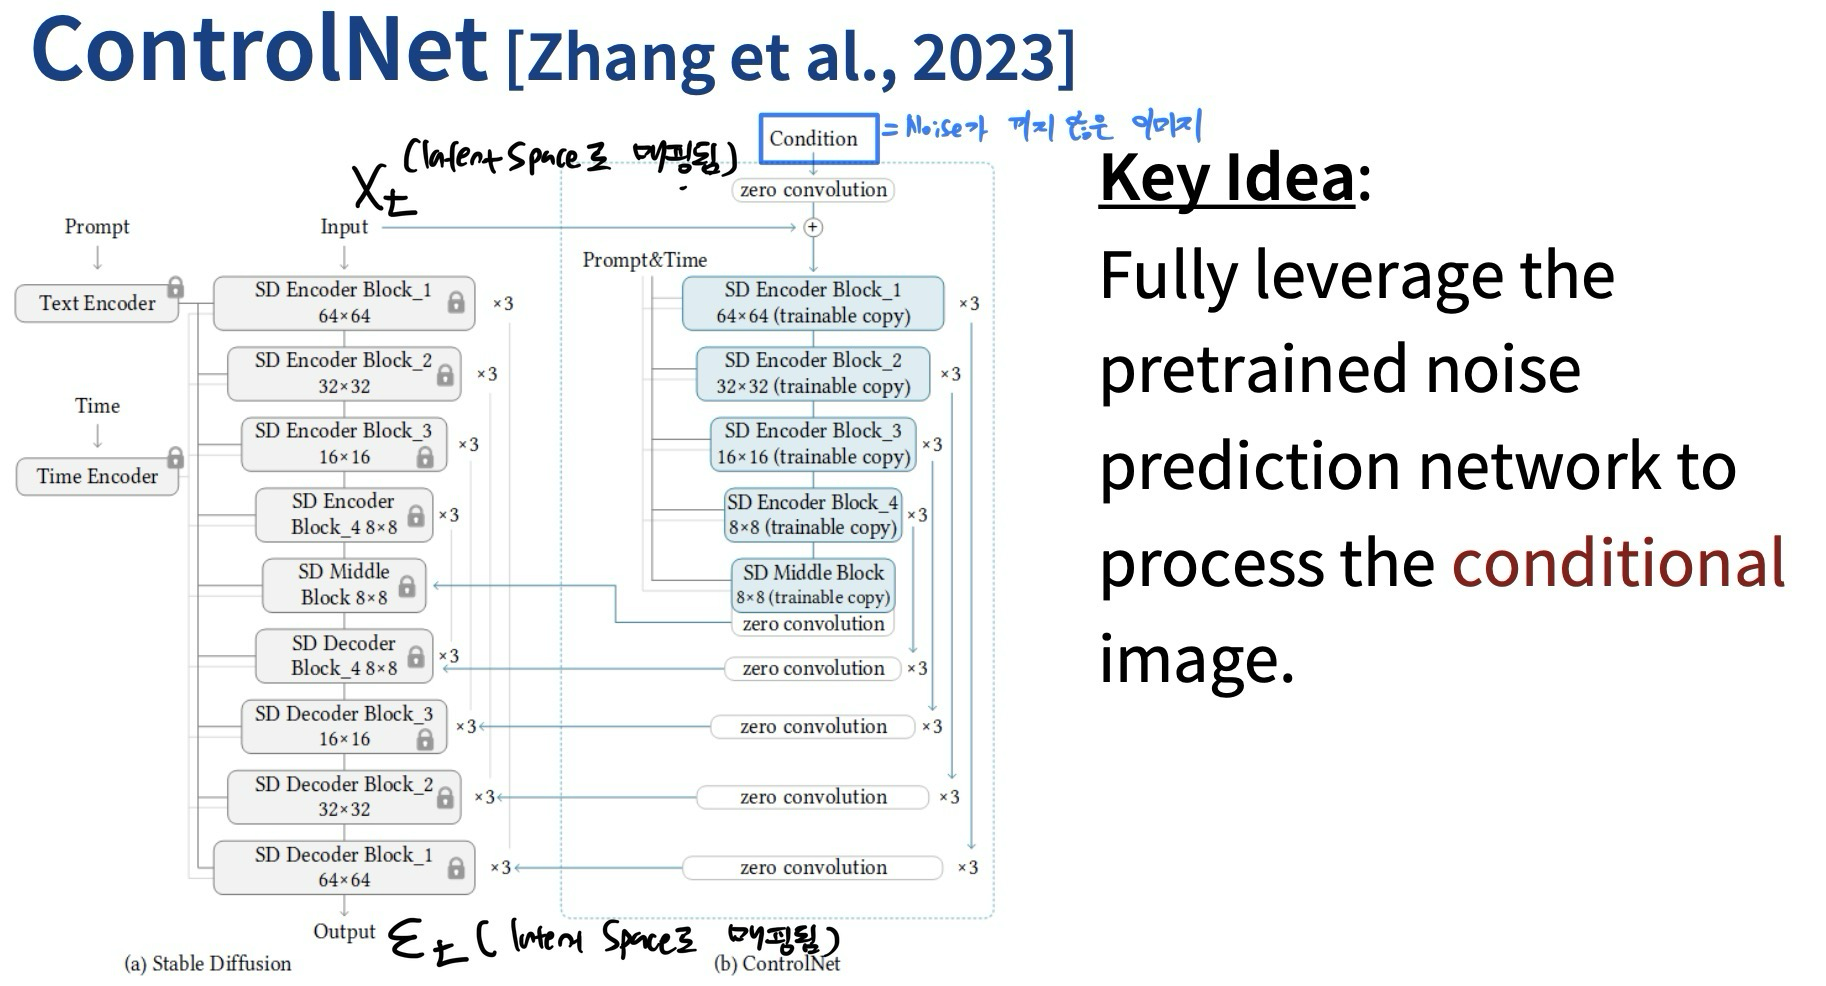 ControlNet [Zhang et al., 2023]
Condition = Noise가 끼지 않은 이미지
(latent space로 매핑됨)
Xt
zero convolution
Prompt
Input
+
Prompt&Time
Text Encoder
SD Encoder Block_1
64×64
×3
SD Encoder Block_1
64×64 (trainable copy)
×3
SD Encoder Block_2
32×32
×3
SD Encoder Block_2
32×32 (trainable copy)
×3
Time
Time Encoder
SD Encoder Block_3
16×16
×3
SD Encoder Block_3
16×16 (trainable copy)
×3
SD Encoder
Block_4 8×8
×3
SD Encoder Block_4
8×8 (trainable copy)
×3
SD Middle
Block 8×8
SD Middle Block
8×8 (trainable copy)
zero convolution
SD Decoder
Block_4 8×8
×3
zero convolution
×3
SD Decoder Block_3
16×16
×3
zero convolution
×3
SD Decoder Block_2
32×32
×3
zero convolution
×3
SD Decoder Block_1
64×64
×3
zero convolution
×3
Output
εt (latent space로 매핑됨)
(a) Stable Diffusion
(b) ControlNet
Key Idea:
Fully leverage the
pretrained noise
prediction network to
process the conditional
image.